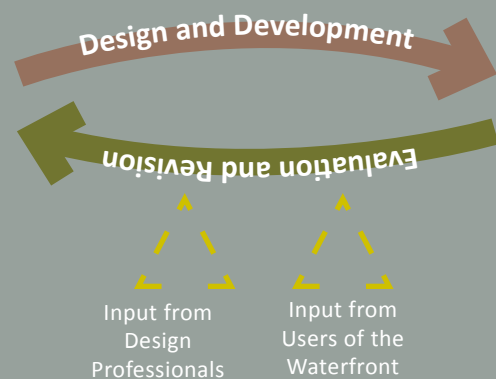 Design and Development
Evaluation and Revision
Input from
Design
Professionals
Input from
Users of the
Waterfront